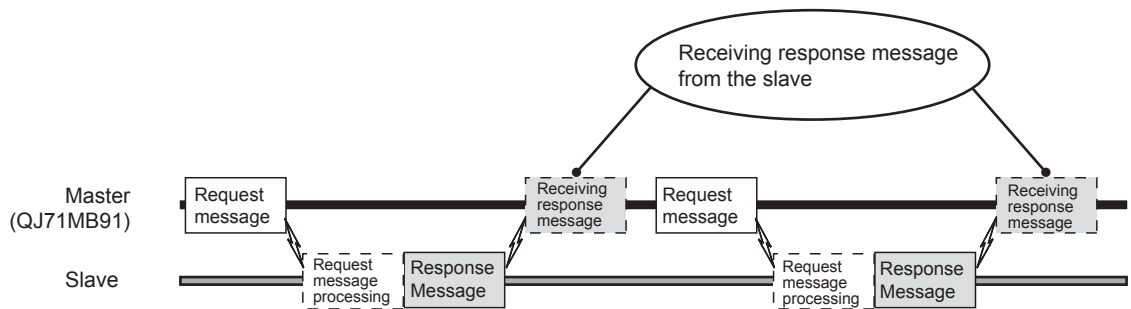 Receiving response message
from the slave
Master
(QJ71MB91)
Request
message
Receiving
response
message
Request
message
Receiving
response
message
Slave
Request
message
processing
Response
Message
Request
message
processing
Response
Message